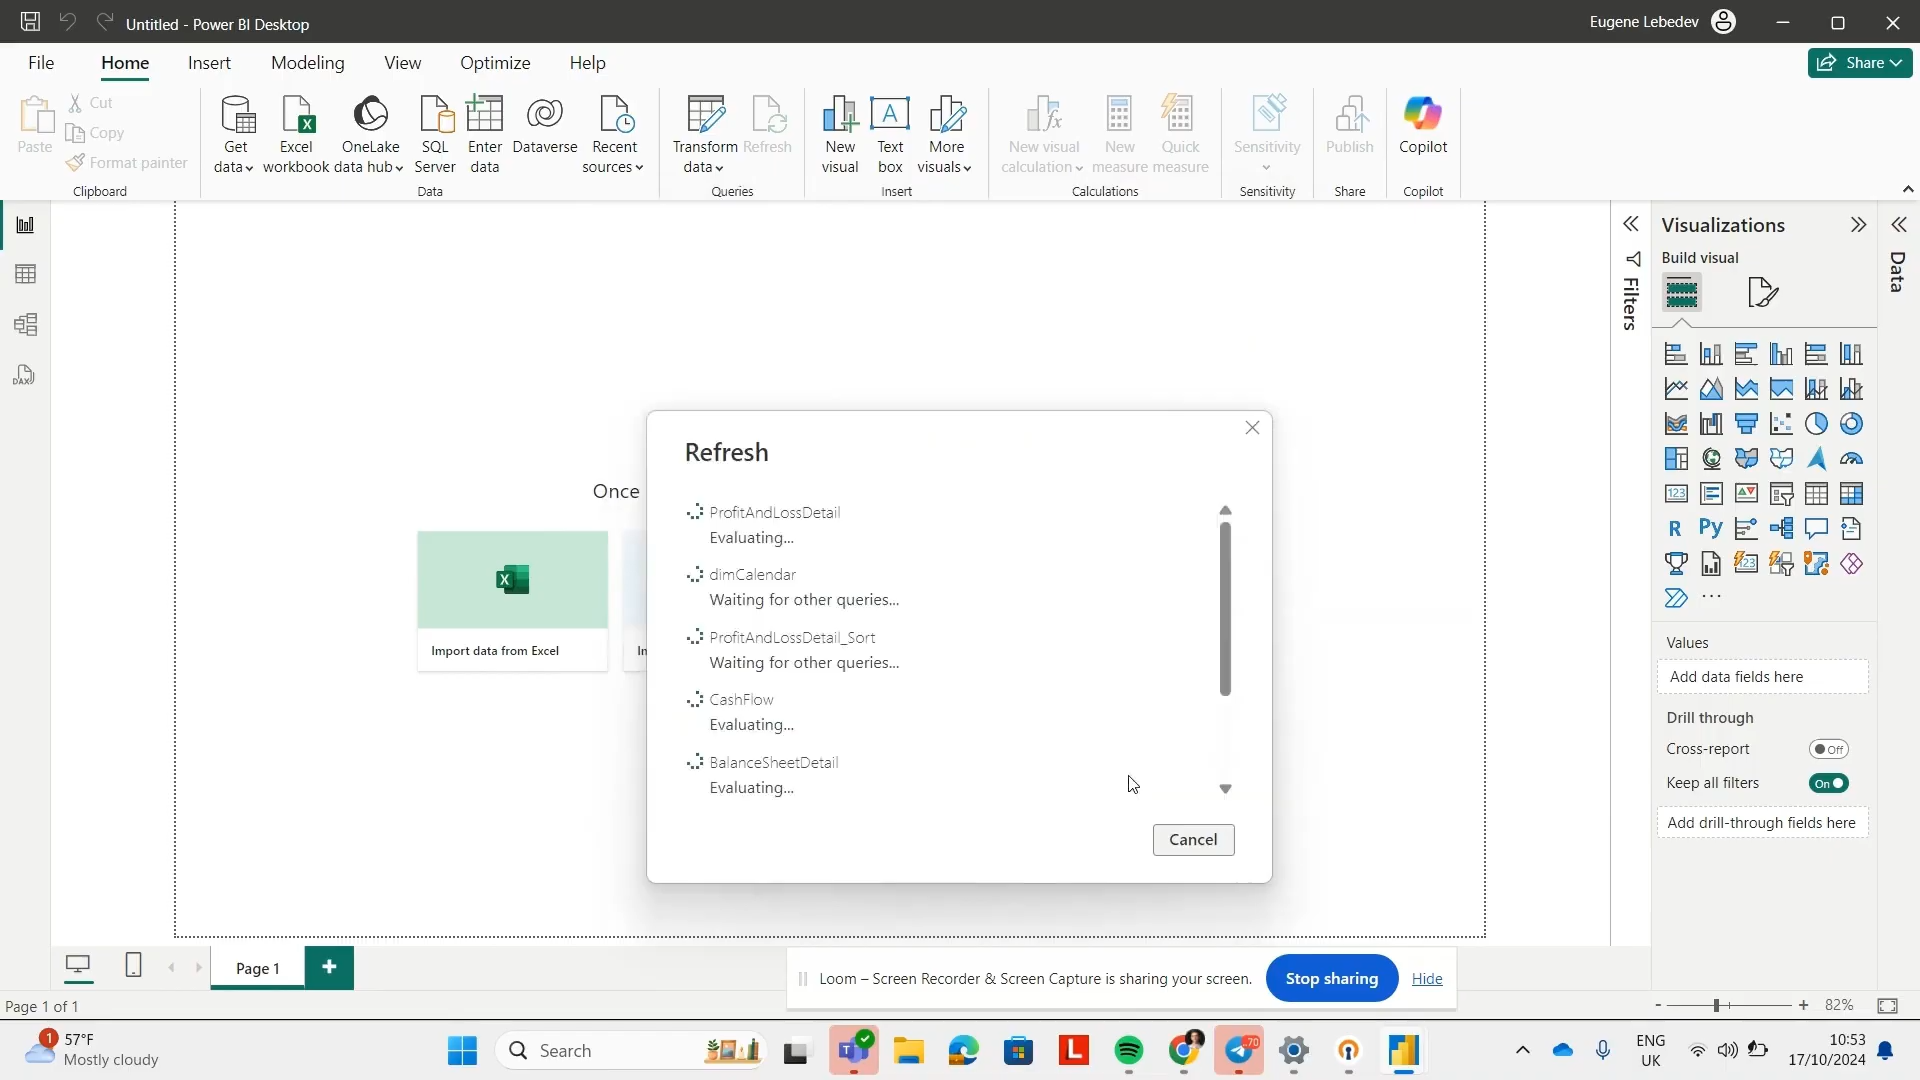 Untitled - Power BI Desktop
Eugene Lebedev
File Home Insert Modeling View Optimize Help
Share
Paste
Cut
Copy
Format painter
Clipboard
Get data
Excel workbook
OneLake data hub
SQL Server
Enter data
Dataverse
Recent sources
Data
Transform data
Refresh
Queries
New visual
Text box
More visuals
Insert
New visual calculation
New measure
Quick measure
Calculations
Sensitivity
Sensitivity
Publish
Share
Copilot
Copilot
Visualizations
Build visual
Filters
Data
Once
Import data from Excel
In
Refresh
ProfitAndLossDetail
Evaluating...
dimCalendar
Waiting for other queries...
ProfitAndLossDetail_Sort
Waiting for other queries...
CashFlow
Evaluating...
BalanceSheetDetail
Evaluating...
Cancel
DAX
123
R
Py
123
...
Values
Add data fields here
Drill through
Cross-report Off
Keep all filters On
Add drill-through fields here
Page 1
Loom – Screen Recorder & Screen Capture is sharing your screen. Stop sharing Hide
Page 1 of 1
- + 82%
1
57°F
Mostly cloudy
Search
L
70
ENG
UK
10:53
17/10/2024